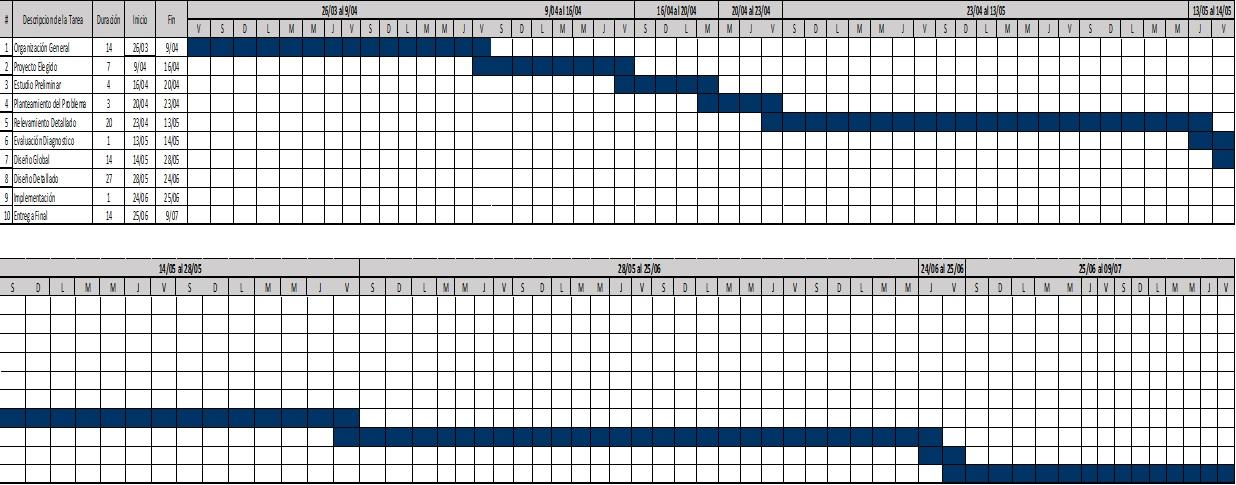 # Descripcion de la Tarea Duración Inicio Fin 26/03 al 9/04 9/04 al 16/04 16/04 al 20/04 20/04 al 23/04 23/04 al 13/05 13/05 al 14/05
V S D L M M J V S D L M M J V S D L M M J V S D L M M J V S D L M M J V S D L M M J V S D L M M J V
1 Organización General 14 26/03 9/04
2 Proyecto Elegido 7 9/04 16/04
3 Estudio Preliminar 4 16/04 20/04
4 Planteamiento del Problema 3 20/04 23/04
5 Relevamiento Detallado 20 23/04 13/05
6 Evaluación Diagnostico 1 13/05 14/05
7 Diseño Global 14 14/05 28/05
8 Diseño Detallado 27 28/05 24/06
9 Implementación 1 24/06 25/06
10 Entrega Final 14 25/06 9/07
14/05 al 28/05 28/05 al 25/06 24/06 al 25/06 25/06 al 09/07
S D L M M J V S D L M M J V S D L M M J V S D L M M J V S D L M M J V S D L M M J V S D L M M J V S D L M M J V